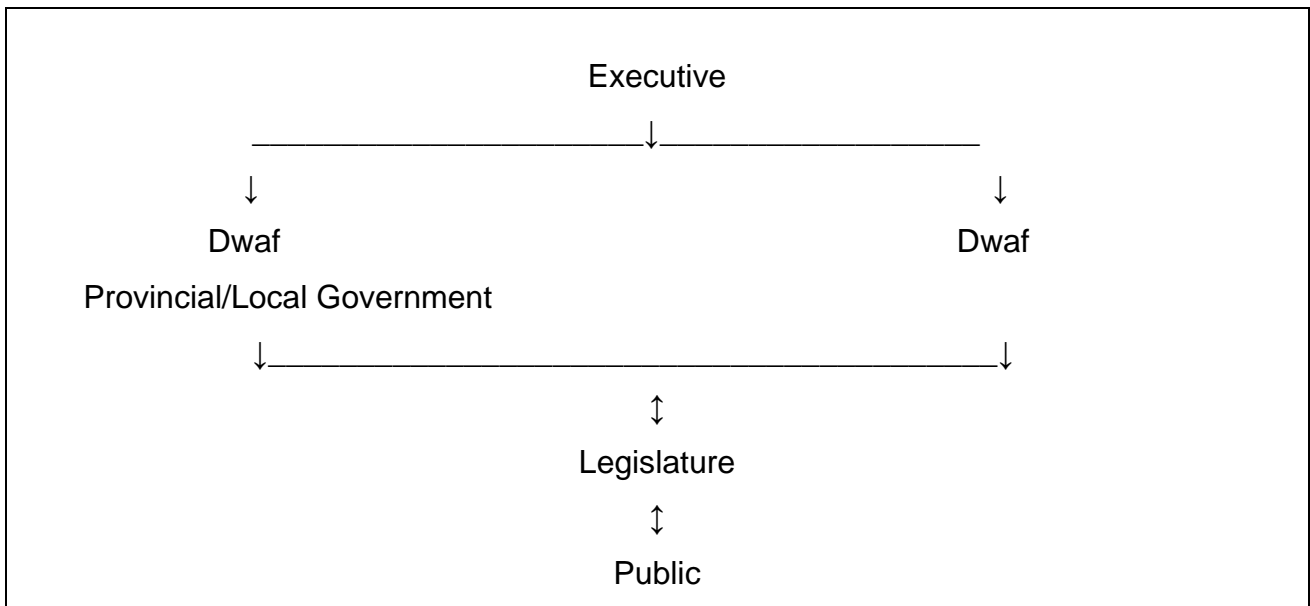 Executive
↓
↓ ↓
Dwaf Dwaf
Provincial/Local Government
↓ ↓
↕
Legislature
↕
Public